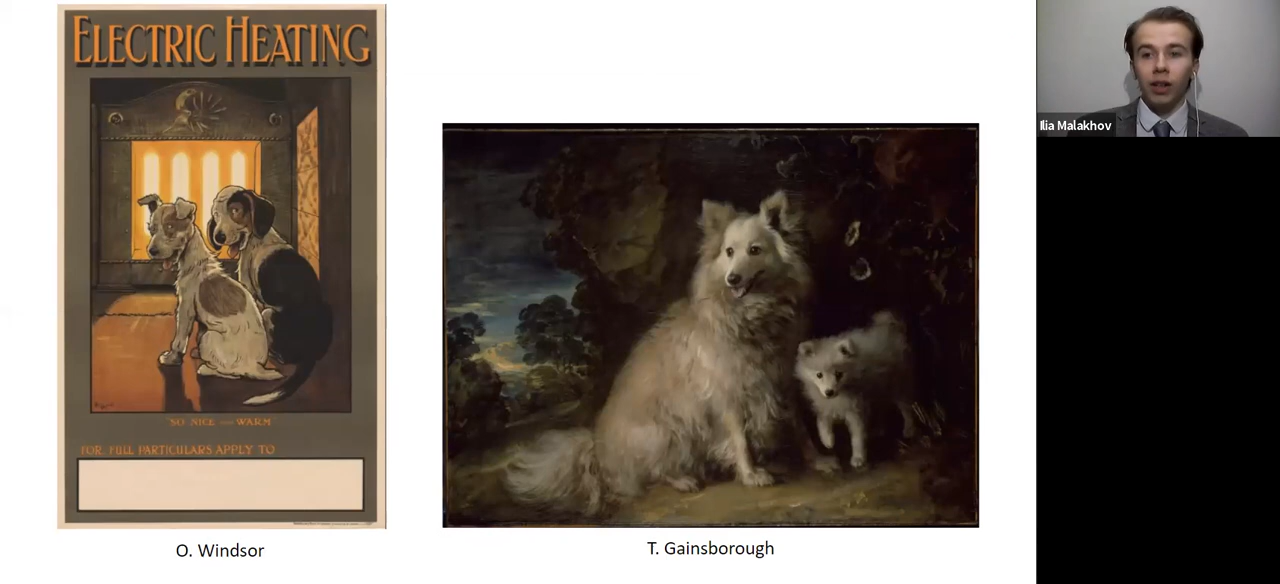 ELECTRIC HEATING
"SO NICE and WARM"
FOR FULL PARTICULARS APPLY TO
O. Windsor
T. Gainsborough
Ilia Malakhov